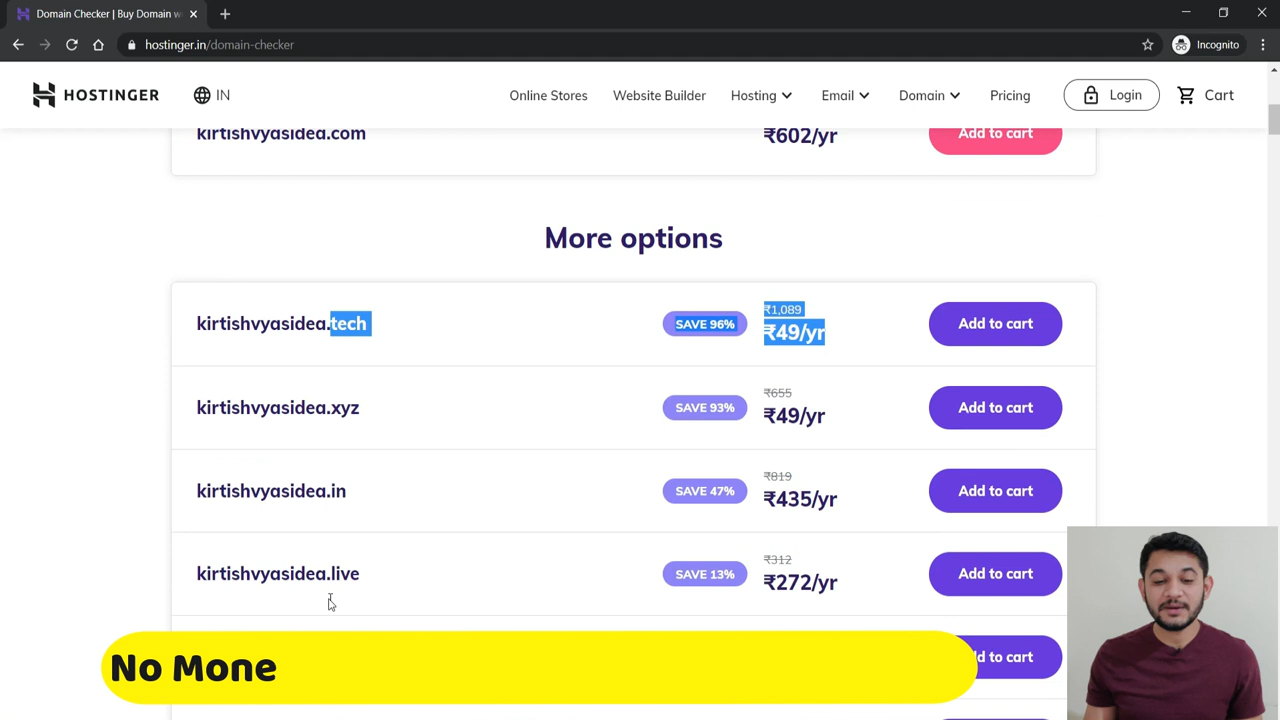 Domain Checker | Buy Domain w
hostinger.in/domain-checker
Incognito
HOSTINGER
IN
Online Stores
Website Builder
Hosting
Email
Domain
Pricing
Login
Cart
kirtishvyasidea.com
₹602/yr
Add to cart
More options
kirtishvyasidea.tech
SAVE 96%
₹1,089
₹49/yr
Add to cart
kirtishvyasidea.xyz
SAVE 93%
₹655
₹49/yr
Add to cart
kirtishvyasidea.in
SAVE 47%
₹819
₹435/yr
Add to cart
kirtishvyasidea.live
SAVE 13%
₹312
₹272/yr
Add to cart
d to cart
No Mone